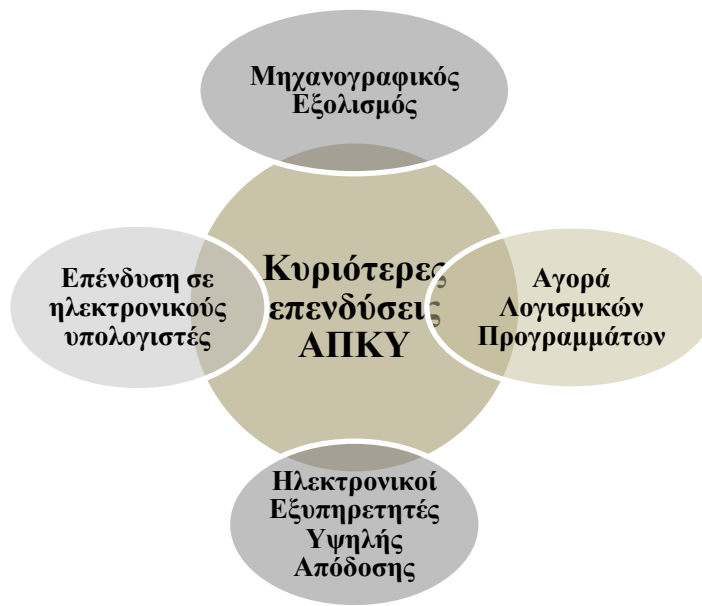 Μηχανογραφικός
Εξολισμός
Επένδυση σε
ηλεκτρονικούς
υπολογιστές
Κυριότερες
επενδύσεις
ΑΠΚΥ
Αγορά
Λογισμικών
Προγραμμάτων
Ηλεκτρονικοί
Εξυπηρετητές
Υψηλής
Απόδοσης